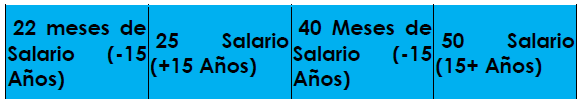 22 meses de
Salario (-15
Años)
25 Salario
(+15 Años)
40 Meses de
Salario (-15
Años)
50 Salario
(15+ Años)